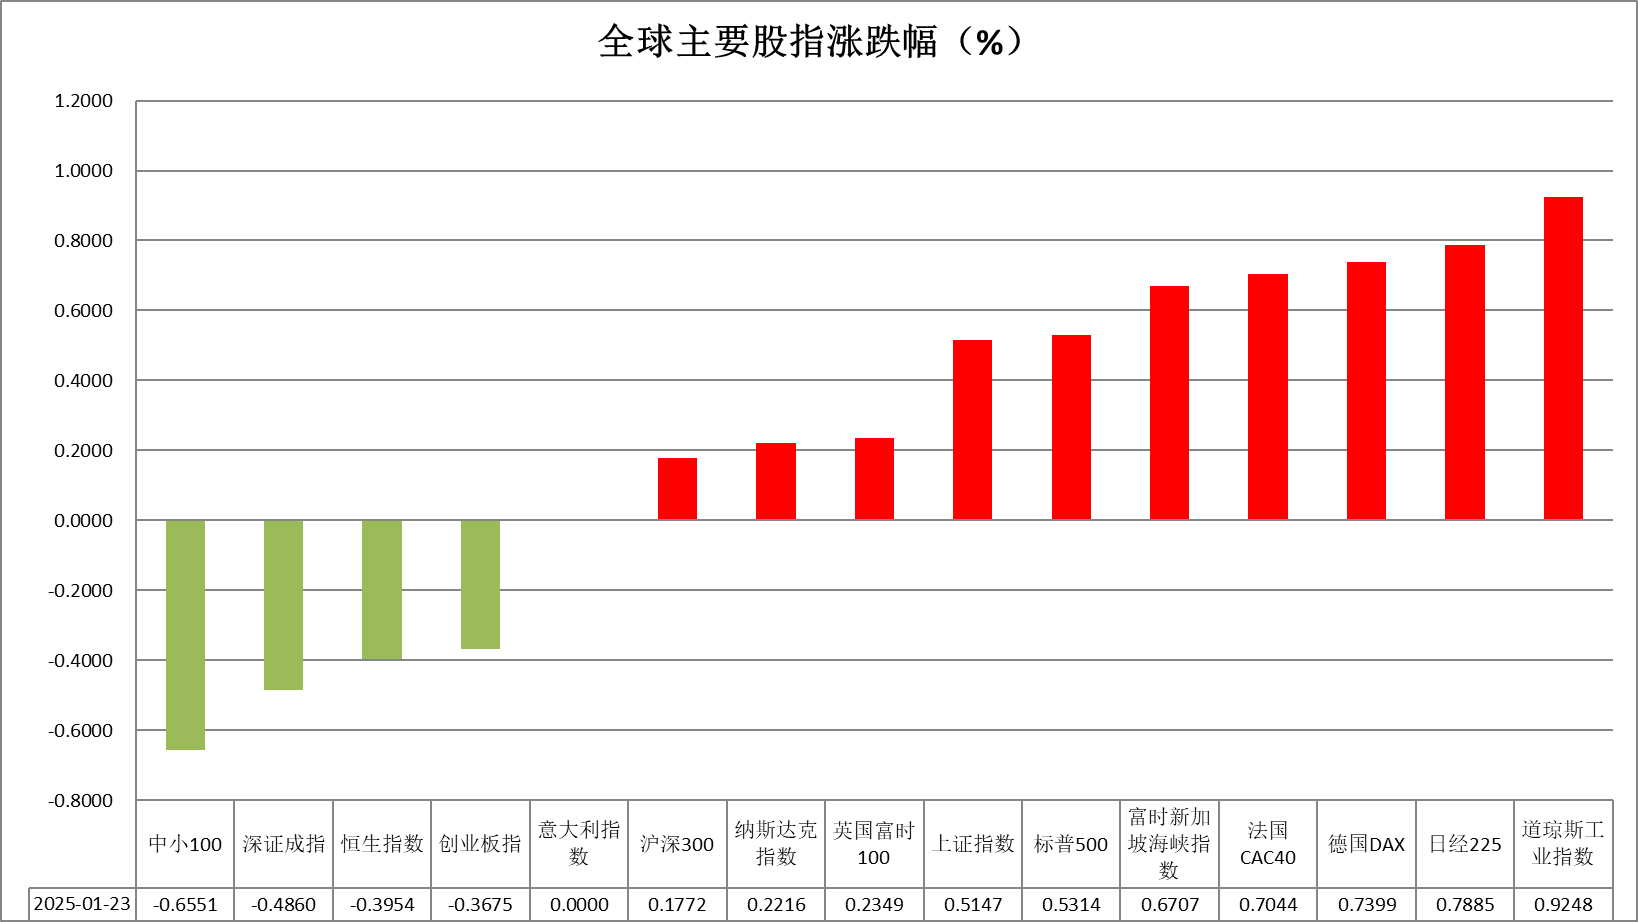 全球主要股指涨跌幅（%）
1.2000
1.0000
0.8000
0.6000
0.4000
0.2000
0.0000
-0.2000
-0.4000
-0.6000
-0.8000
中小100
深证成指
恒生指数
创业板指
意大利指
数
沪深300
纳斯达克
指数
英国富时
100
上证指数
标普500
富时新加
坡海峡指
数
法国
CAC40
德国DAX
日经225
道琼斯工
业指数
2025-01-23 -0.6551 -0.4860 -0.3954 -0.3675 0.0000 0.1772 0.2216 0.2349 0.5147 0.5314 0.6707 0.7044 0.7399 0.7885 0.9248